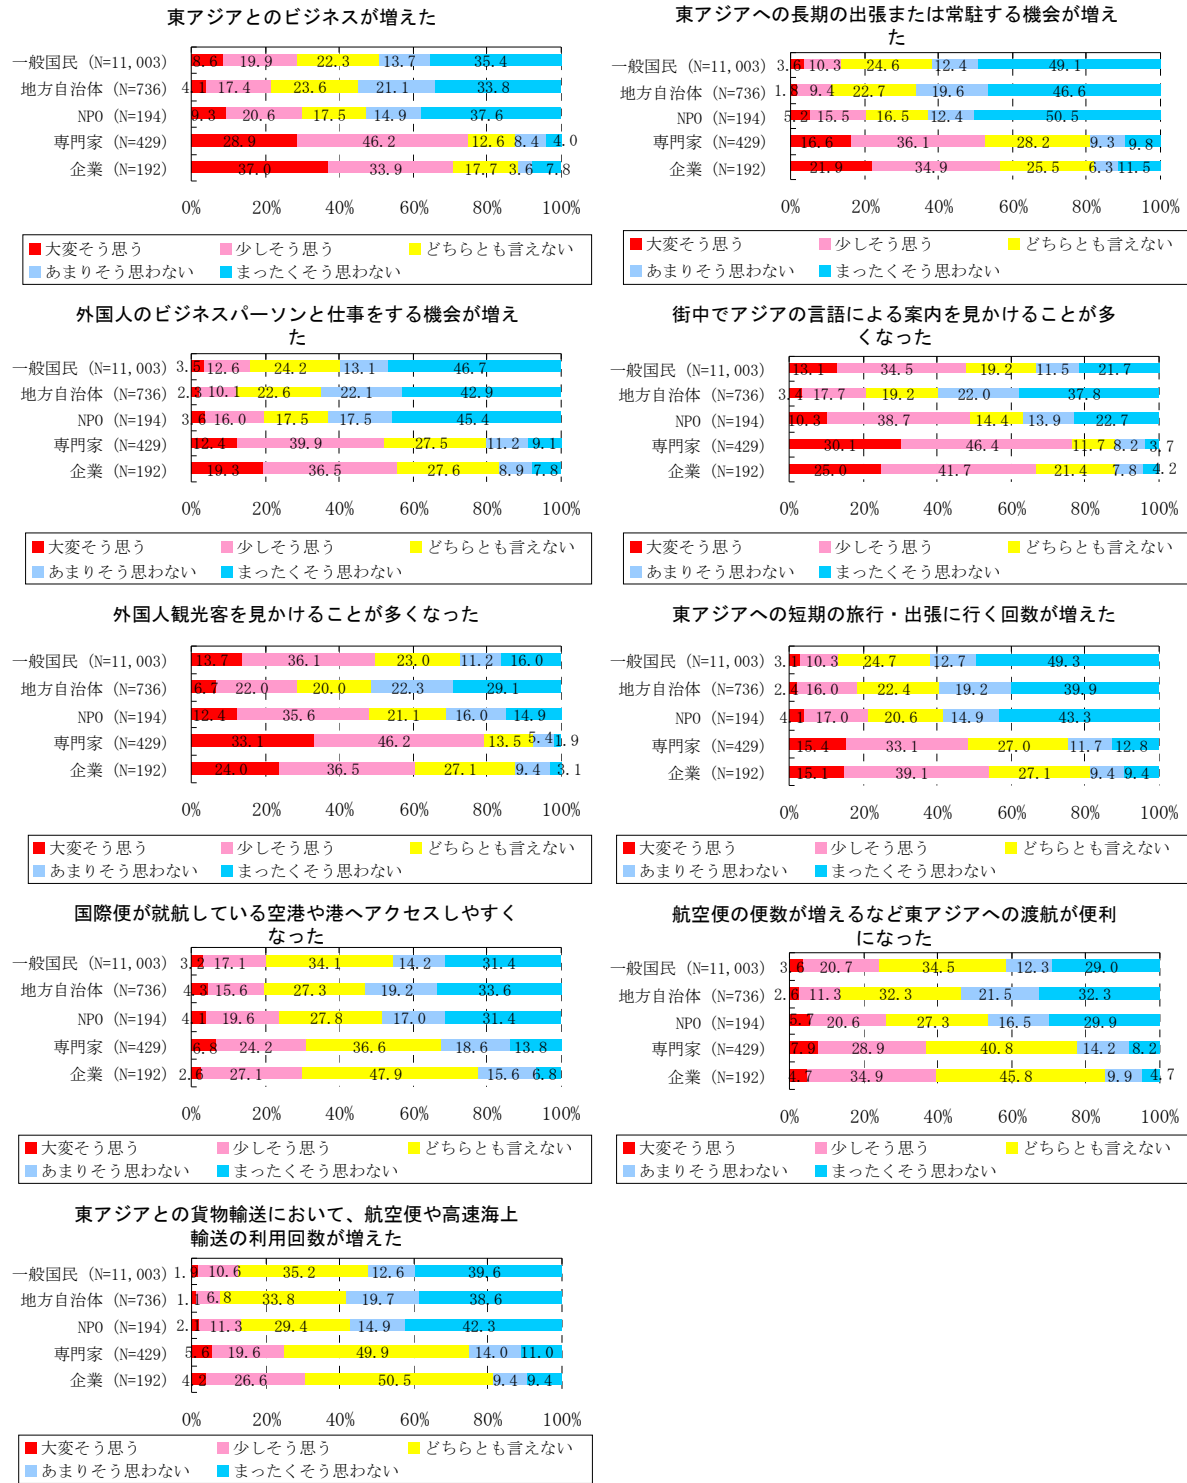 東アジアとのビジネスが増えた
一般国民 (N=11,003) 8.6 19.9 22.3 13.7 35.4
地方自治体 (N=736) 4.1 17.4 23.6 21.1 33.8
NPO (N=194) 9.3 20.6 17.5 14.9 37.6
専門家 (N=429) 28.9 46.2 12.6 8.4 4.0
企業 (N=192) 37.0 33.9 17.7 3.6 7.8
0% 20% 40% 60% 80% 100%
大変そう思う 少しそう思う どちらとも言えない
あまりそう思わない まったくそう思わない
東アジアへの長期の出張または常駐する機会が増え
た
一般国民 (N=11,003) 3.6 10.3 24.6 12.4 49.1
地方自治体 (N=736) 1.8 9.4 22.7 19.6 46.6
NPO (N=194) 5.2 15.5 16.5 12.4 50.5
専門家 (N=429) 16.6 36.1 28.2 9.3 9.8
企業 (N=192) 21.9 34.9 25.5 6.3 11.5
0% 20% 40% 60% 80% 100%
大変そう思う 少しそう思う どちらとも言えない
あまりそう思わない まったくそう思わない
外国人のビジネスパーソンと仕事をする機会が増え
た
一般国民 (N=11,003) 3.5 12.6 24.2 13.1 46.7
地方自治体 (N=736) 2.3 10.1 22.6 22.1 42.9
NPO (N=194) 3.6 16.0 17.5 17.5 45.4
専門家 (N=429) 12.4 39.9 27.5 11.2 9.1
企業 (N=192) 19.3 36.5 27.6 8.9 7.8
0% 20% 40% 60% 80% 100%
大変そう思う 少しそう思う どちらとも言えない
あまりそう思わない まったくそう思わない
街中でアジアの言語による案内を見かけることが多
くなった
一般国民 (N=11,003) 13.1 34.5 19.2 11.5 21.7
地方自治体 (N=736) 3.4 17.7 19.2 22.0 37.8
NPO (N=194) 10.3 38.7 14.4 13.9 22.7
専門家 (N=429) 30.1 46.4 11.7 8.2 3.7
企業 (N=192) 25.0 41.7 21.4 7.8 4.2
0% 20% 40% 60% 80% 100%
大変そう思う 少しそう思う どちらとも言えない
あまりそう思わない まったくそう思わない
外国人観光客を見かけることが多くなった
一般国民 (N=11,003) 13.7 36.1 23.0 11.2 16.0
地方自治体 (N=736) 6.7 22.0 20.0 22.3 29.1
NPO (N=194) 12.4 35.6 21.1 16.0 14.9
専門家 (N=429) 33.1 46.2 13.5 5.4 1.9
企業 (N=192) 24.0 36.5 27.1 9.4 3.1
0% 20% 40% 60% 80% 100%
大変そう思う 少しそう思う どちらとも言えない
あまりそう思わない まったくそう思わない
東アジアへの短期の旅行・出張に行く回数が増えた
一般国民 (N=11,003) 3.1 10.3 24.7 12.7 49.3
地方自治体 (N=736) 2.4 16.0 22.4 19.2 39.9
NPO (N=194) 4.1 17.0 20.6 14.9 43.3
専門家 (N=429) 15.4 33.1 27.0 11.7 12.8
企業 (N=192) 15.1 39.1 27.1 9.4 9.4
0% 20% 40% 60% 80% 100%
大変そう思う 少しそう思う どちらとも言えない
あまりそう思わない まったくそう思わない
国際便が就航している空港や港へアクセスしやすく
なった
一般国民 (N=11,003) 3.2 17.1 34.1 14.2 31.4
地方自治体 (N=736) 4.3 15.6 27.3 19.2 33.6
NPO (N=194) 4.1 19.6 27.8 17.0 31.4
専門家 (N=429) 6.8 24.2 36.6 18.6 13.8
企業 (N=192) 2.6 27.1 47.9 15.6 6.8
0% 20% 40% 60% 80% 100%
大変そう思う 少しそう思う どちらとも言えない
あまりそう思わない まったくそう思わない
航空便の便数が増えるなど東アジアへの渡航が便利
になった
一般国民 (N=11,003) 3.6 20.7 34.5 12.3 29.0
地方自治体 (N=736) 2.6 11.3 32.3 21.5 32.3
NPO (N=194) 5.7 20.6 27.3 16.5 29.9
専門家 (N=429) 7.9 28.9 40.8 14.2 8.2
企業 (N=192) 4.7 34.9 45.8 9.9 4.7
0% 20% 40% 60% 80% 100%
大変そう思う 少しそう思う どちらとも言えない
あまりそう思わない まったくそう思わない
東アジアとの貨物輸送において、航空便や高速海上
輸送の利用回数が増えた
一般国民 (N=11,003) 1.9 10.6 35.2 12.6 39.6
地方自治体 (N=736) 1.1 6.8 33.8 19.7 38.6
NPO (N=194) 2.1 11.3 29.4 14.9 42.3
専門家 (N=429) 5.6 19.6 49.9 14.0 11.0
企業 (N=192) 4.2 26.6 50.5 9.4 9.4
0% 20% 40% 60% 80% 100%
大変そう思う 少しそう思う どちらとも言えない
あまりそう思わない まったくそう思わない